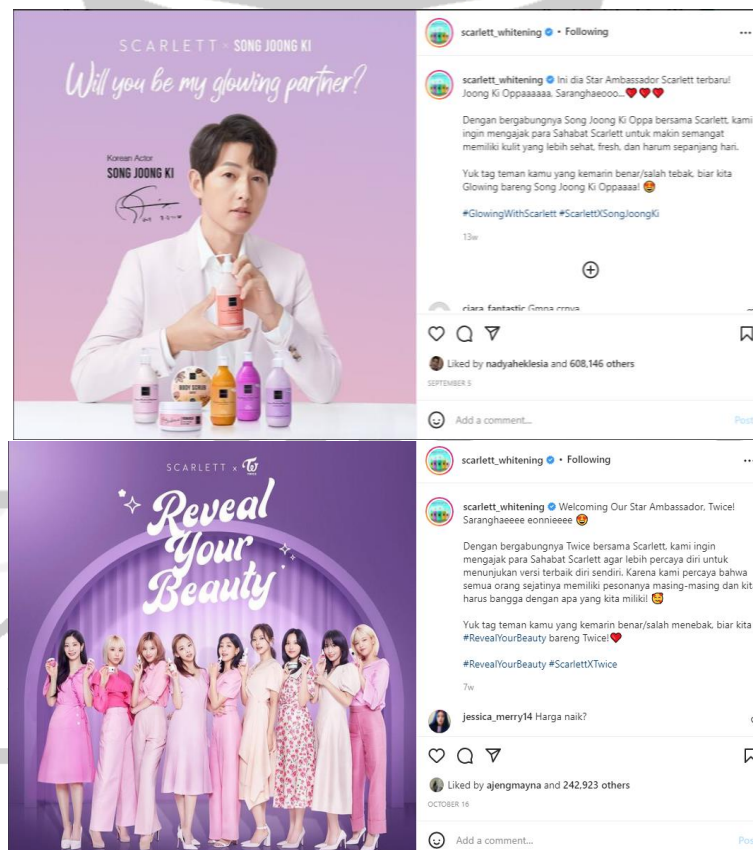 SCARLETT × SONG JOONG KI
Will you be my glowing partner?
Korean Actor
SONG JOONG KI
BODY SCRUB
scarlett_whitening • Following
scarlett_whitening Ini dia Star Ambassador Scarlett terbaru!
Joong Ki Oppaaaaaa, Saranghaeooo...❤️❤️❤️
Dengan bergabungnya Song Joong Ki Oppa bersama Scarlett, kami
ingin mengajak para Sahabat Scarlett untuk makin semangat
memiliki kulit yang lebih sehat, fresh, dan harum sepanjang hari.
Yuk tag teman kamu yang kemarin benar/salah tebak, biar kita
Glowing bareng Song Joong Ki Oppaaaa! 🤩
#GlowingWithScarlett #ScarlettXSongJoongKi
13w
ciara_fantastic Gmna crnya
Liked by nadyaheklesia and 608,146 others
SEPTEMBER 5
Add a comment...
Post
SCARLETT × TWICE
Reveal
Your
Beauty
scarlett_whitening • Following
scarlett_whitening Welcoming Our Star Ambassador, Twice!
Saranghaeeee eonnieeee 🤩
Dengan bergabungnya Twice bersama Scarlett, kami ingin
mengajak para Sahabat Scarlett agar lebih percaya diri untuk
menunjukan versi terbaik diri sendiri. Karena kami percaya bahwa
semua orang sejatinya memiliki pesonanya masing-masing dan kita
harus bangga dengan apa yang kita miliki! 🥰
Yuk tag teman kamu yang kemarin benar/salah menebak, biar kita
#RevealYourBeauty bareng Twice!❤️
#RevealYourBeauty #ScarlettXTwice
7w
jessica_merry14 Harga naik?
Liked by ajengmayna and 242,923 others
OCTOBER 16
Add a comment...
Post